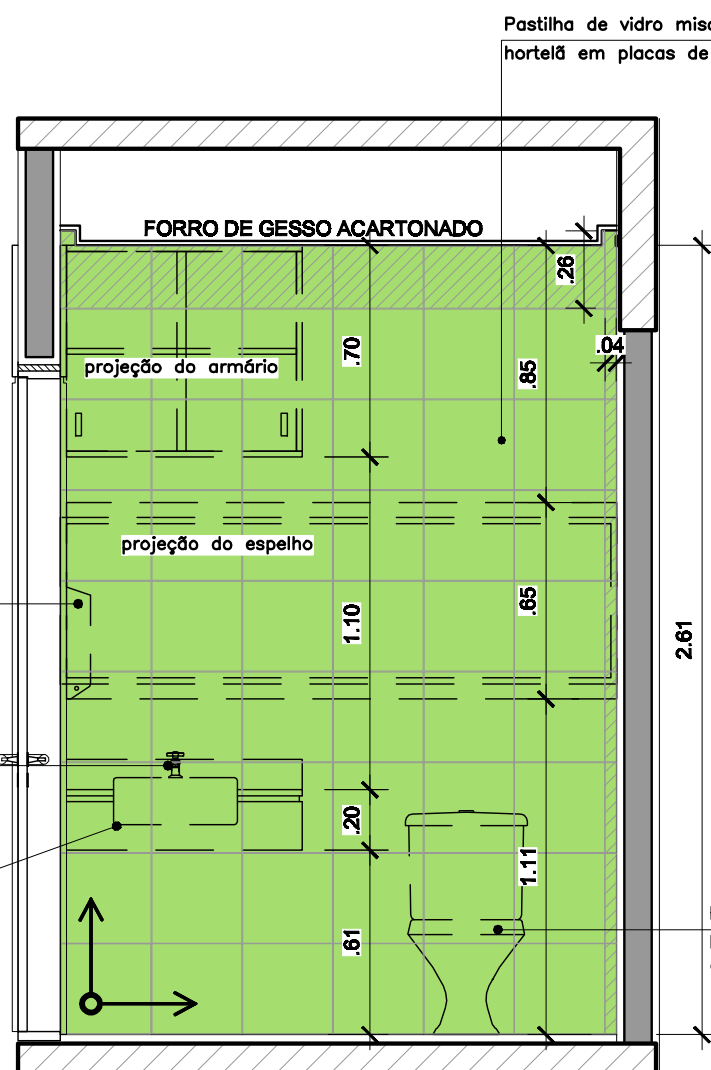 Pastilha de vidro
hortelã em placas de
FORRO DE GESSO ACARTONADO
.26
.70
.04
projeção do armário
.85
projeção do espelho
.65
1.10
2.61
.20
1.11
.61